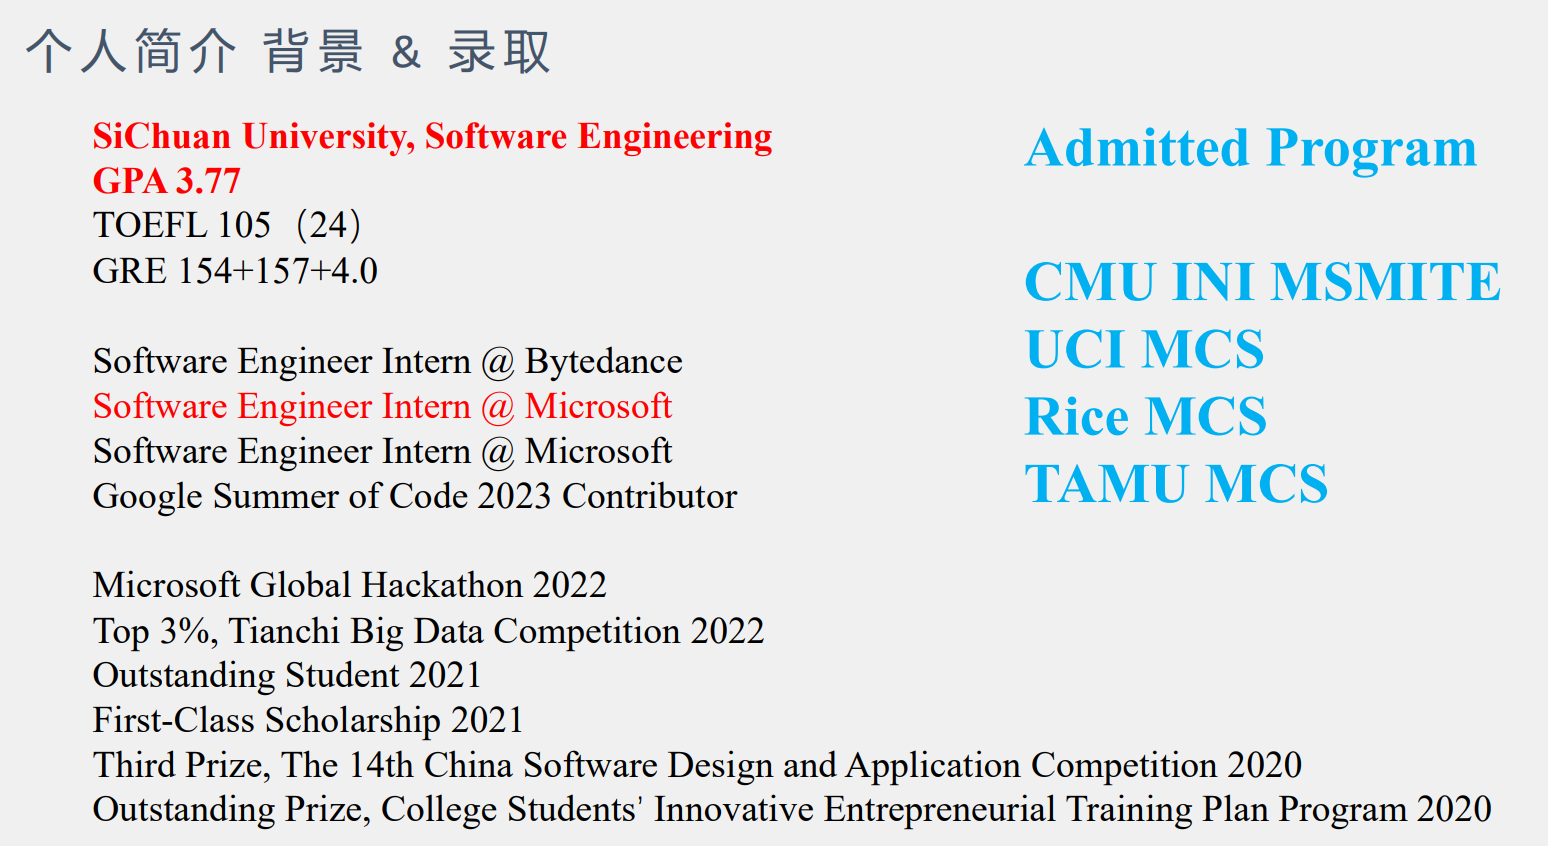 个人简介 背景 & 录取
SiChuan University, Software Engineering
GPA 3.77
TOEFL 105（24）
GRE 154+157+4.0
Software Engineer Intern @ Bytedance
Software Engineer Intern @ Microsoft
Software Engineer Intern @ Microsoft
Google Summer of Code 2023 Contributor
Microsoft Global Hackathon 2022
Top 3%, Tianchi Big Data Competition 2022
Outstanding Student 2021
First-Class Scholarship 2021
Third Prize, The 14th China Software Design and Application Competition 2020
Outstanding Prize, College Students’ Innovative Entrepreneurial Training Plan Program 2020
Admitted Program
CMU INI MSMITE
UCI MCS
Rice MCS
TAMU MCS